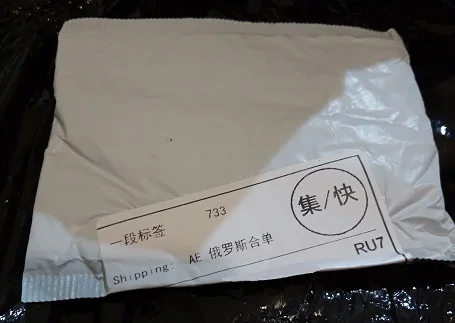 一段标签 733
集/快
Shipping: AE 俄罗斯合单
RU7